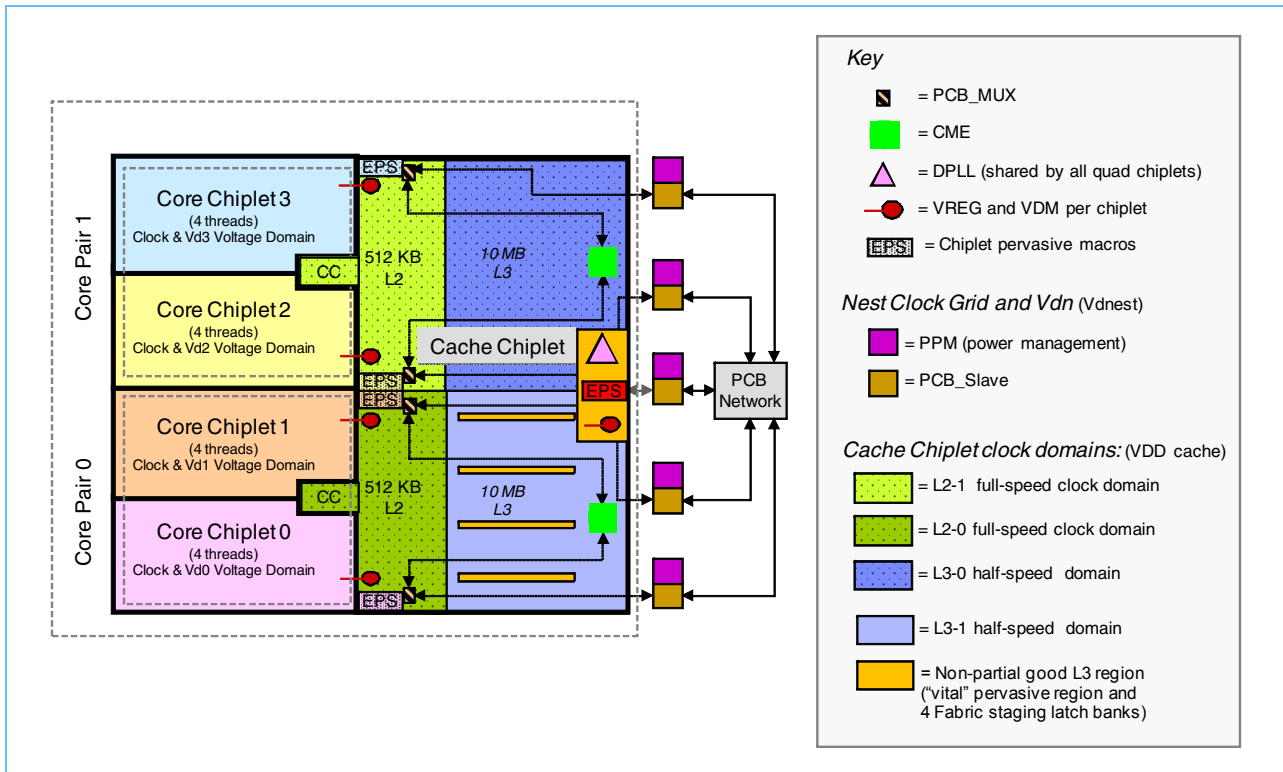 Core Pair 1
Core Pair 0
Core Chiplet 3
(4 threads)
Clock & Vd3 Voltage Domain
Core Chiplet 2
(4 threads)
Clock & Vd2 Voltage Domain
Core Chiplet 1
(4 threads)
Clock & Vd1 Voltage Domain
Core Chiplet 0
(4 threads)
Clock & Vd0 Voltage Domain
CC
CC
EPS
512 KB
L2
EPS
EPS
512 KB
L2
EPS
10 MB
L3
Cache Chiplet
EPS
10 MB
L3
PCB
Network
Key
= PCB_MUX
= CME
= DPLL (shared by all quad chiplets)
= VREG and VDM per chiplet
EPS = Chiplet pervasive macros
Nest Clock Grid and Vdn (Vdnest)
= PPM (power management)
= PCB_Slave
Cache Chiplet clock domains: (VDD cache)
= L2-1 full-speed clock domain
= L2-0 full-speed clock domain
= L3-0 half-speed domain
= L3-1 half-speed domain
= Non-partial good L3 region
("vital" pervasive region and
4 Fabric staging latch banks)